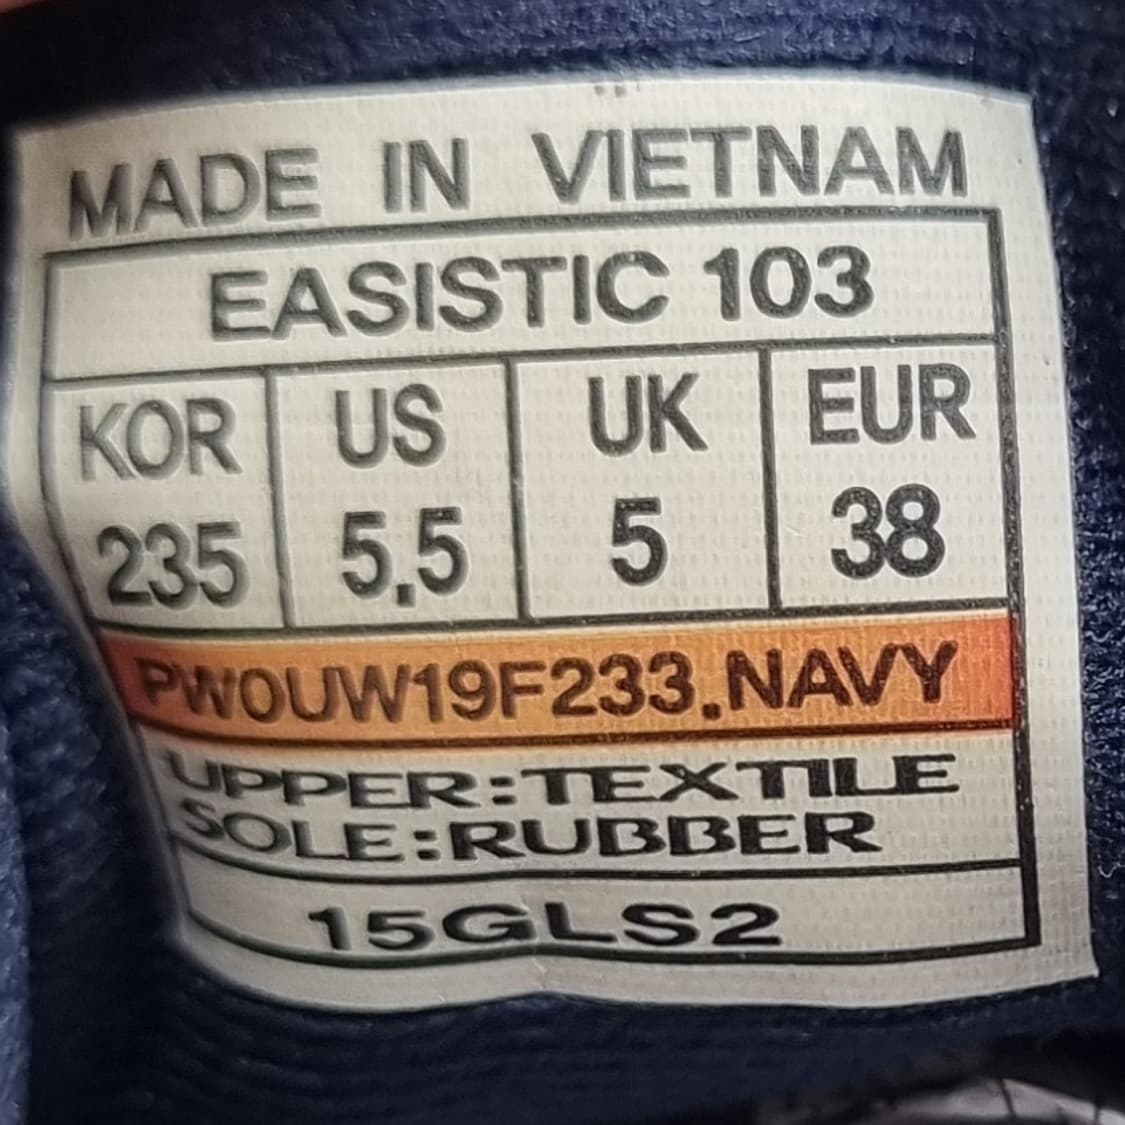 MADE IN VIETNAM
EASISTIC 103
KOR US UK EUR
235 5.5 5 38
PWOUW19F233.NAVY
UPPER:TEXTILE
SOLE:RUBBER
15GLS2